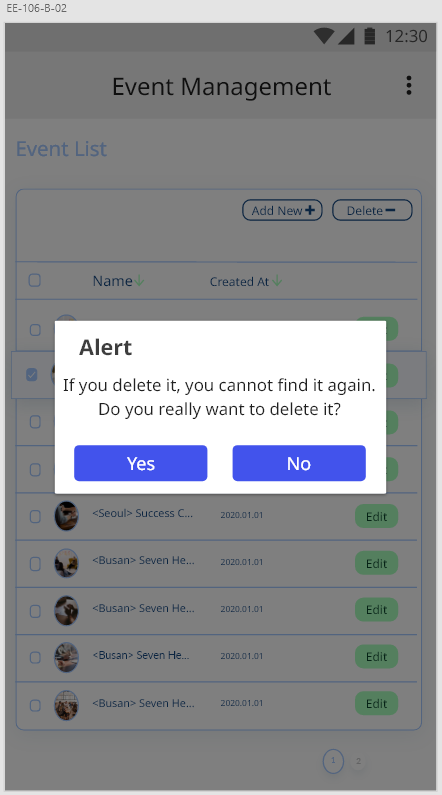 EE-106-B-02
12:30
Event Management
Event List
Add New
Delete
Name
Created At
Alert
If you delete it, you cannot find it again.
Do you really want to delete it?
Yes
No
<Seoul> Success C...
2020.01.01
Edit
<Busan> Seven He...
2020.01.01
Edit
<Busan> Seven He...
2020.01.01
Edit
<Busan> Seven He...
2020.01.01
Edit
<Busan> Seven He...
2020.01.01
Edit
1
2